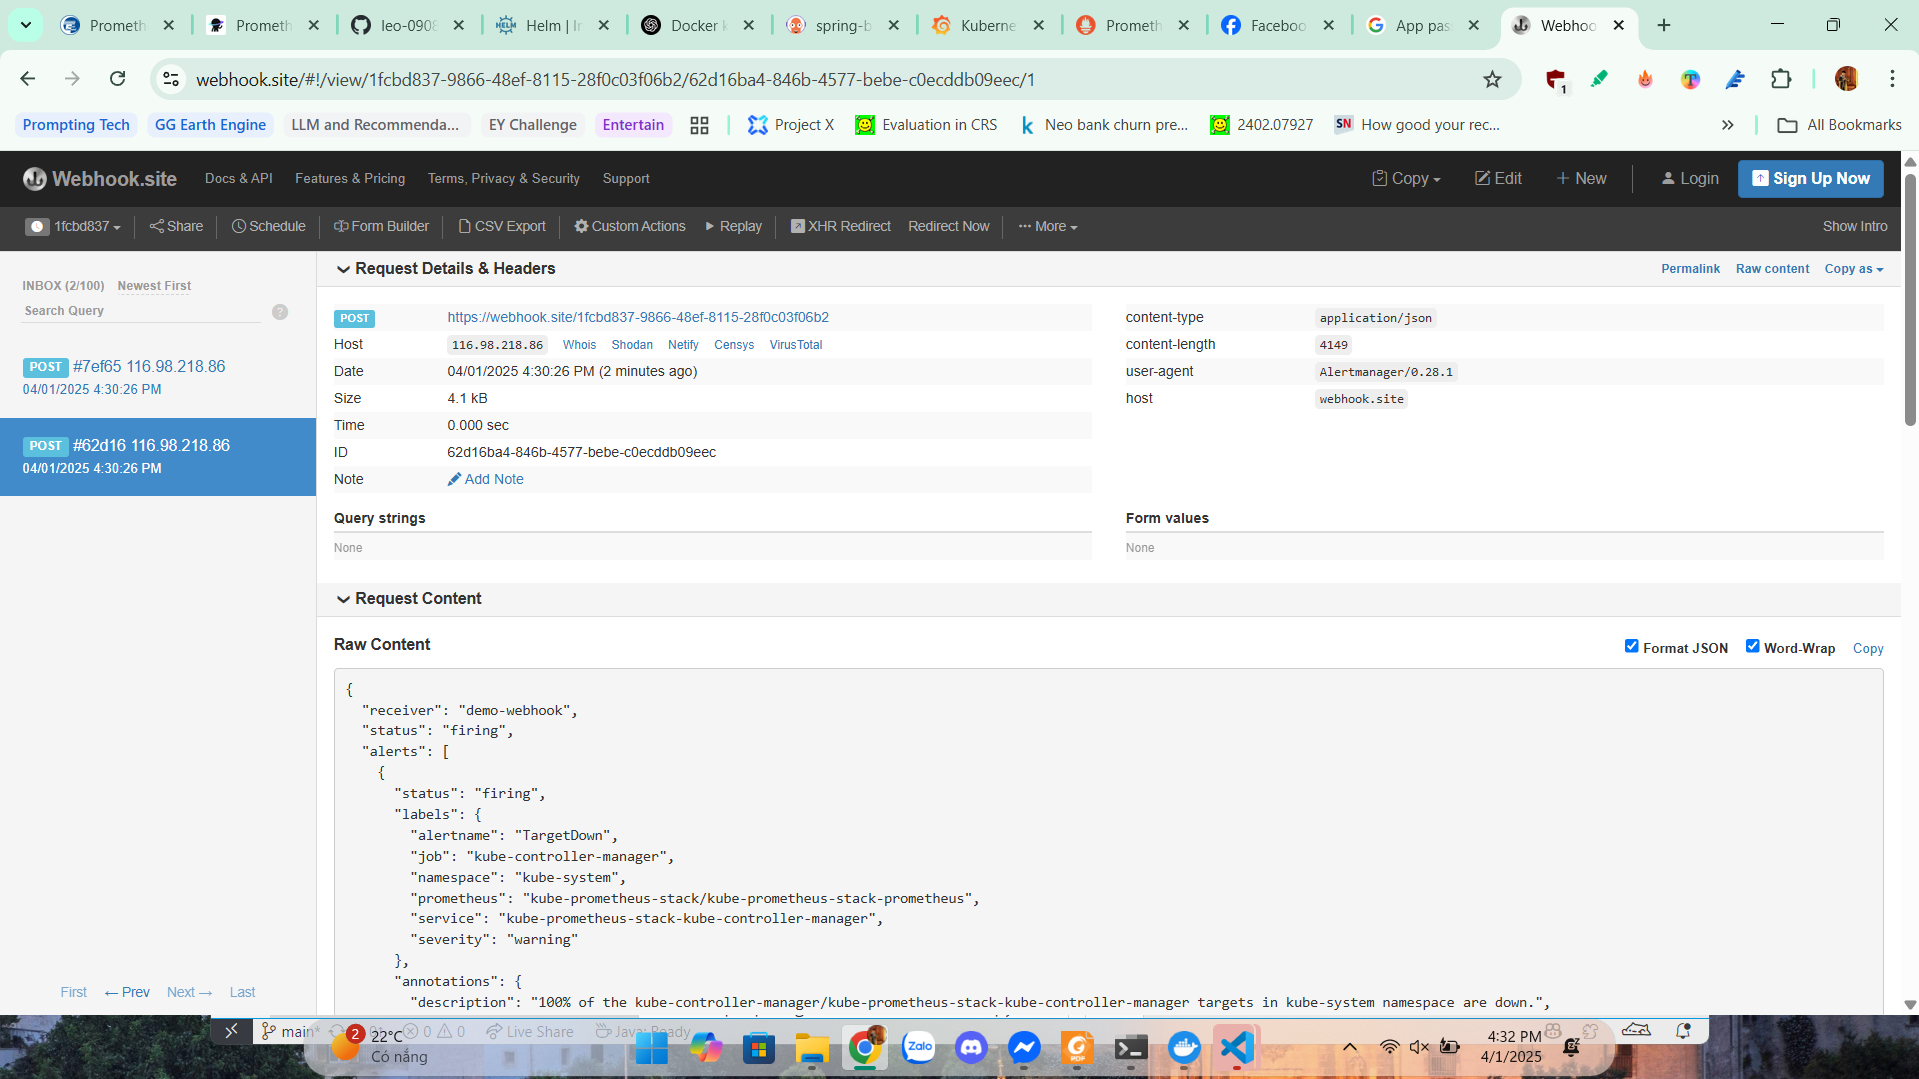 Prometh
Prometh
leo-0908
Helm | In
Docker k
spring-b
Kuberne
Prometh
Faceboo
App pas
Webhoo
webhook.site/#!/view/1fcbd837-9866-48ef-8115-28f0c03f06b2/62d16ba4-846b-4577-bebe-c0ecddb09eec/1
1
Prompting Tech
GG Earth Engine
LLM and Recommenda...
EY Challenge
Entertain
Project X
Evaluation in CRS
Neo bank churn pre...
2402.07927
SN How good your rec...
All Bookmarks
Webhook.site
Docs & API
Features & Pricing
Terms, Privacy & Security
Support
Copy
Edit
New
Login
Sign Up Now
1fcbd837
Share
Schedule
Form Builder
CSV Export
Custom Actions
Replay
XHR Redirect
Redirect Now
More
Show Intro
INBOX (2/100) Newest First
Search Query
?
POST #7ef65 116.98.218.86
04/01/2025 4:30:26 PM
POST #62d16 116.98.218.86
04/01/2025 4:30:26 PM
First ← Prev Next → Last
Request Details & Headers
Permalink Raw content Copy as
POST https://webhook.site/1fcbd837-9866-48ef-8115-28f0c03f06b2
Host 116.98.218.86 Whois Shodan Netify Censys VirusTotal
Date 04/01/2025 4:30:26 PM (2 minutes ago)
Size 4.1 kB
Time 0.000 sec
ID 62d16ba4-846b-4577-bebe-c0ecddb09eec
Note Add Note
content-type application/json
content-length 4149
user-agent Alertmanager/0.28.1
host webhook.site
Query strings
None
Form values
None
Request Content
Raw Content
Format JSON Word-Wrap Copy
{
"receiver": "demo-webhook",
"status": "firing",
"alerts": [
{
"status": "firing",
"labels": {
"alertname": "TargetDown",
"job": "kube-controller-manager",
"namespace": "kube-system",
"prometheus": "kube-prometheus-stack/kube-prometheus-stack-prometheus",
"service": "kube-prometheus-stack-kube-controller-manager",
"severity": "warning"
},
"annotations": {
"description": "100% of the kube-controller-manager/kube-prometheus-stack-kube-controller-manager targets in kube-system namespace are down.",
main*
0 0
Live Share
Java: Ready
2
22°C
Có nắng
Zalo
PDF
4:32 PM
4/1/2025